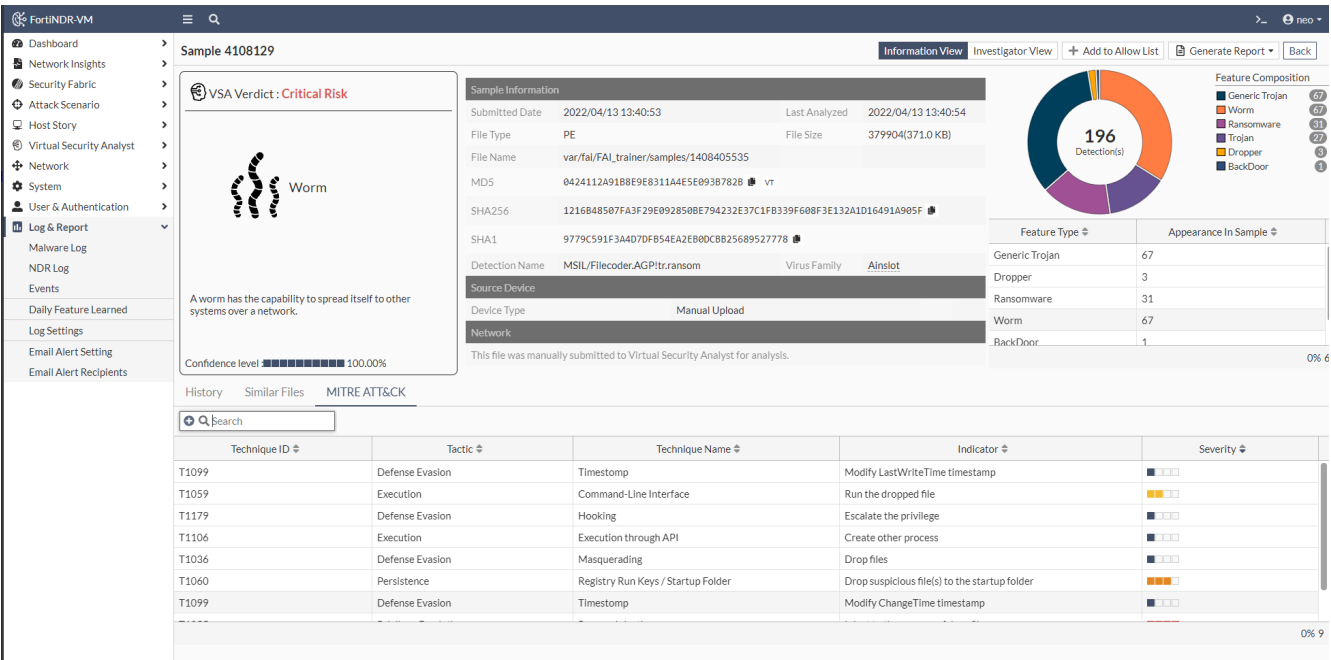 FortiNDR-VM
>_ neo
Dashboard
Network Insights
Security Fabric
Attack Scenario
Host Story
Virtual Security Analyst
Network
System
User & Authentication
Log & Report
Malware Log
NDR Log
Events
Daily Feature Learned
Log Settings
Email Alert Setting
Email Alert Recipients
Sample 4108129
Information View Investigator View + Add to Allow List Generate Report Back
VSA Verdict : Critical Risk
Worm
A worm has the capability to spread itself to other
systems over a network.
Confidence level : 100.00%
Sample Information
Submitted Date 2022/04/13 13:40:53 Last Analyzed 2022/04/13 13:40:54
File Type PE File Size 379904(371.0 KB)
File Name var/fai/FAI_trainer/samples/1408405535
MD5 0424112A91B8E9E8311A4E5E093B782B VT
SHA256 1216B48507FA3F29E092850BE794232E37C1FB339F608F3E132A1D16491A905F
SHA1 9779C591F3A4D7DFB54EA2EB0DCBB25689527778
Detection Name MSIL/Filecoder.AGP!tr.ransom Virus Family Ainslot
Source Device
Device Type Manual Upload
Network
This file was manually submitted to Virtual Security Analyst for analysis.
196
Detection(s)
Feature Composition
Generic Trojan 67
Worm 67
Ransomware 31
Trojan 27
Dropper 3
BackDoor 1
Feature Type Appearance In Sample
Generic Trojan 67
Dropper 3
Ransomware 31
Worm 67
BackDoor 1
0% 6
History Similar Files MITRE ATT&CK
Search
Technique ID Tactic Technique Name Indicator Severity
T1099 Defense Evasion Timestomp Modify LastWriteTime timestamp
T1059 Execution Command-Line Interface Run the dropped file
T1179 Defense Evasion Hooking Escalate the privilege
T1106 Execution Execution through API Create other process
T1036 Defense Evasion Masquerading Drop files
T1060 Persistence Registry Run Keys / Startup Folder Drop suspicious file(s) to the startup folder
T1099 Defense Evasion Timestomp Modify ChangeTime timestamp
0% 9